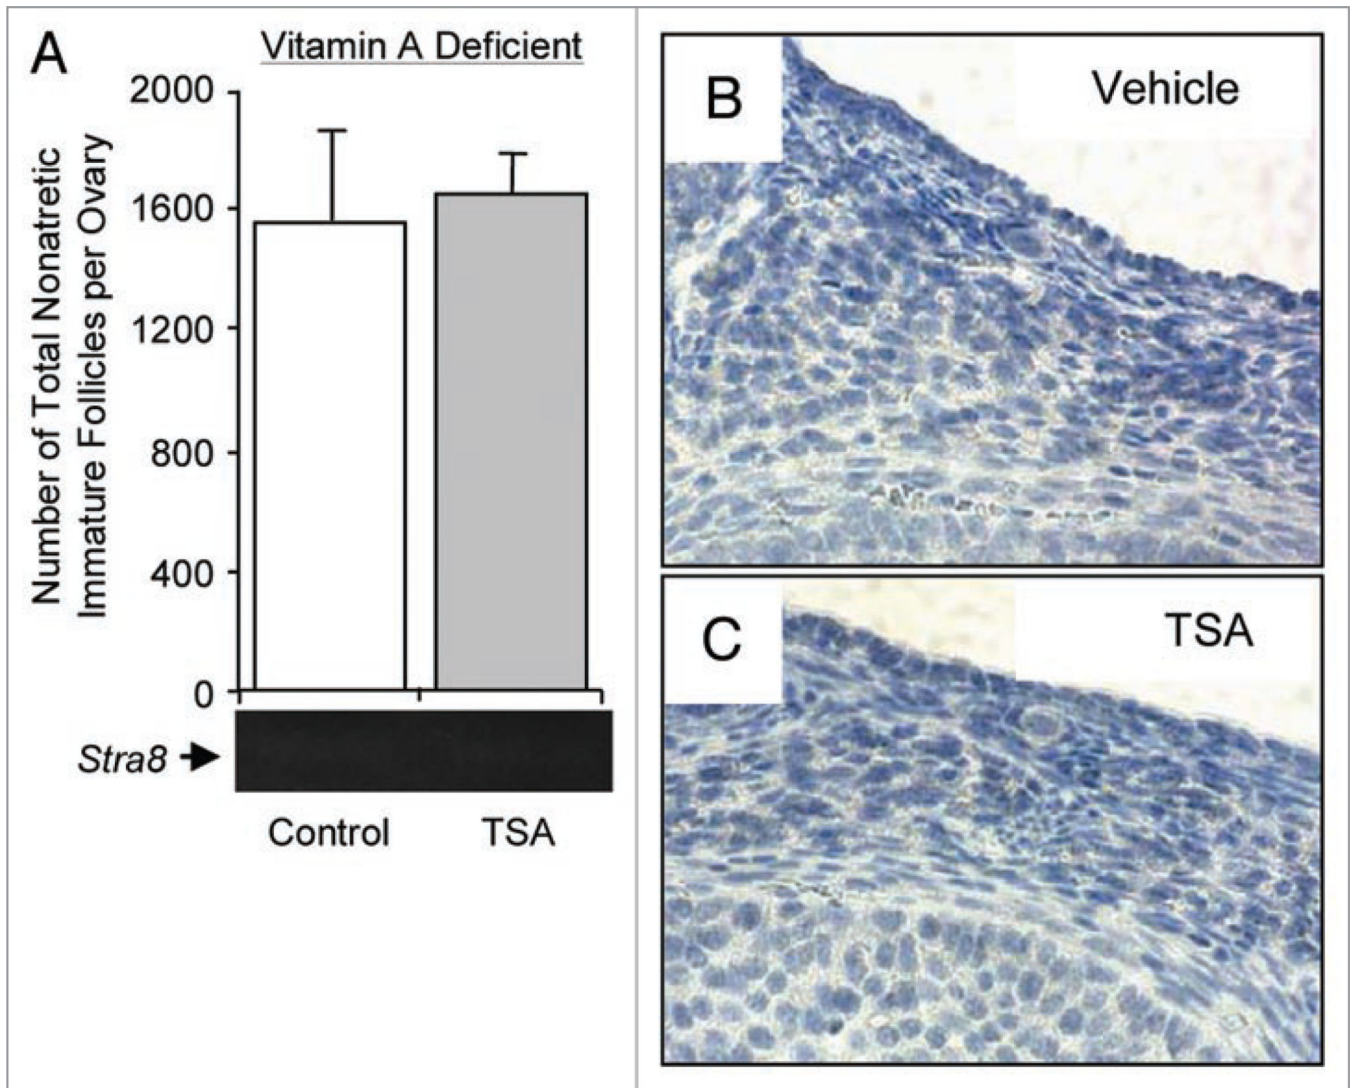 A
Vitamin A Deficient
Number of Total Nonatretic
Immature Follicles per Ovary
2000
1600
1200
800
400
0
Stra8
Control
TSA
B
Vehicle
C
TSA